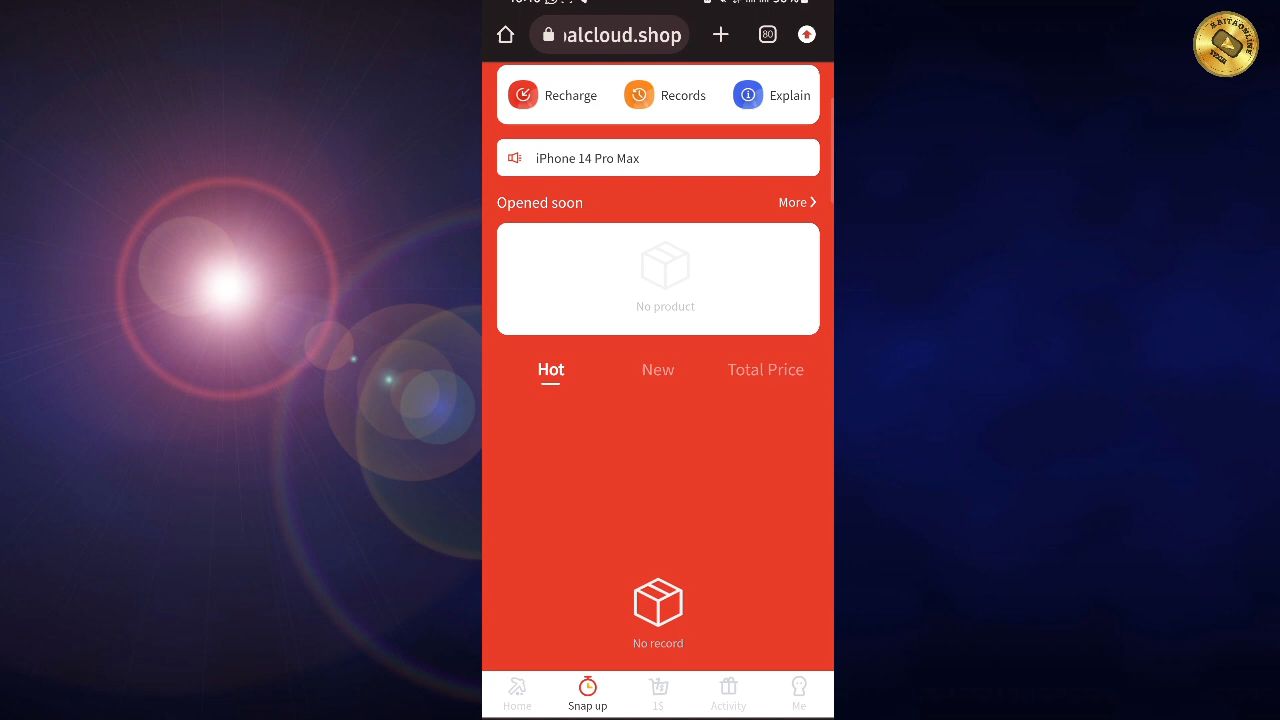 alcloud.shop
80
Recharge
Records
Explain
iPhone 14 Pro Max
Opened soon
More
No product
Hot
New
Total Price
No record
Home
Snap up
1$
Activity
Me